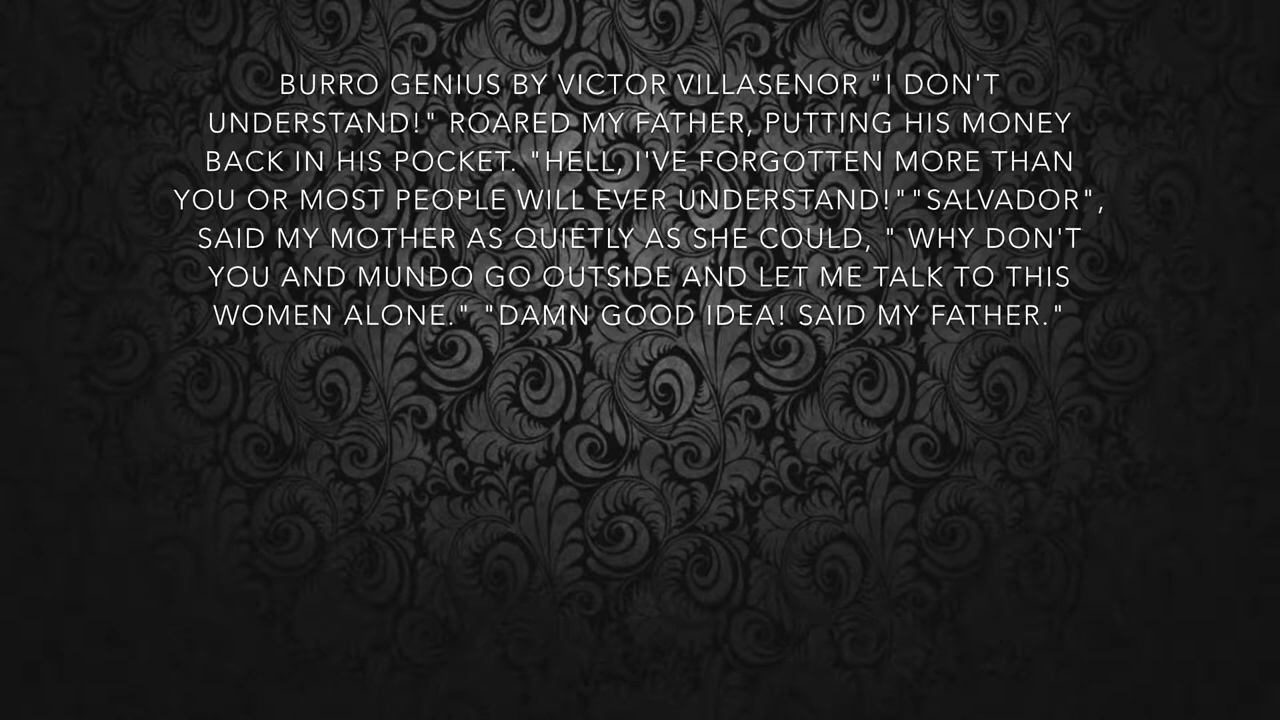 BURRO GENIUS BY VICTOR VILLASENOR "I DON'T
UNDERSTAND!" ROARED MY FATHER, PUTTING HIS MONEY
BACK IN HIS POCKET. "HELL, I'VE FORGOTTEN MORE THAN
YOU OR MOST PEOPLE WILL EVER UNDERSTAND!""SALVADOR",
SAID MY MOTHER AS QUIETLY AS SHE COULD, " WHY DON'T
YOU AND MUNDO GO OUTSIDE AND LET ME TALK TO THIS
WOMEN ALONE." "DAMN GOOD IDEA! SAID MY FATHER."